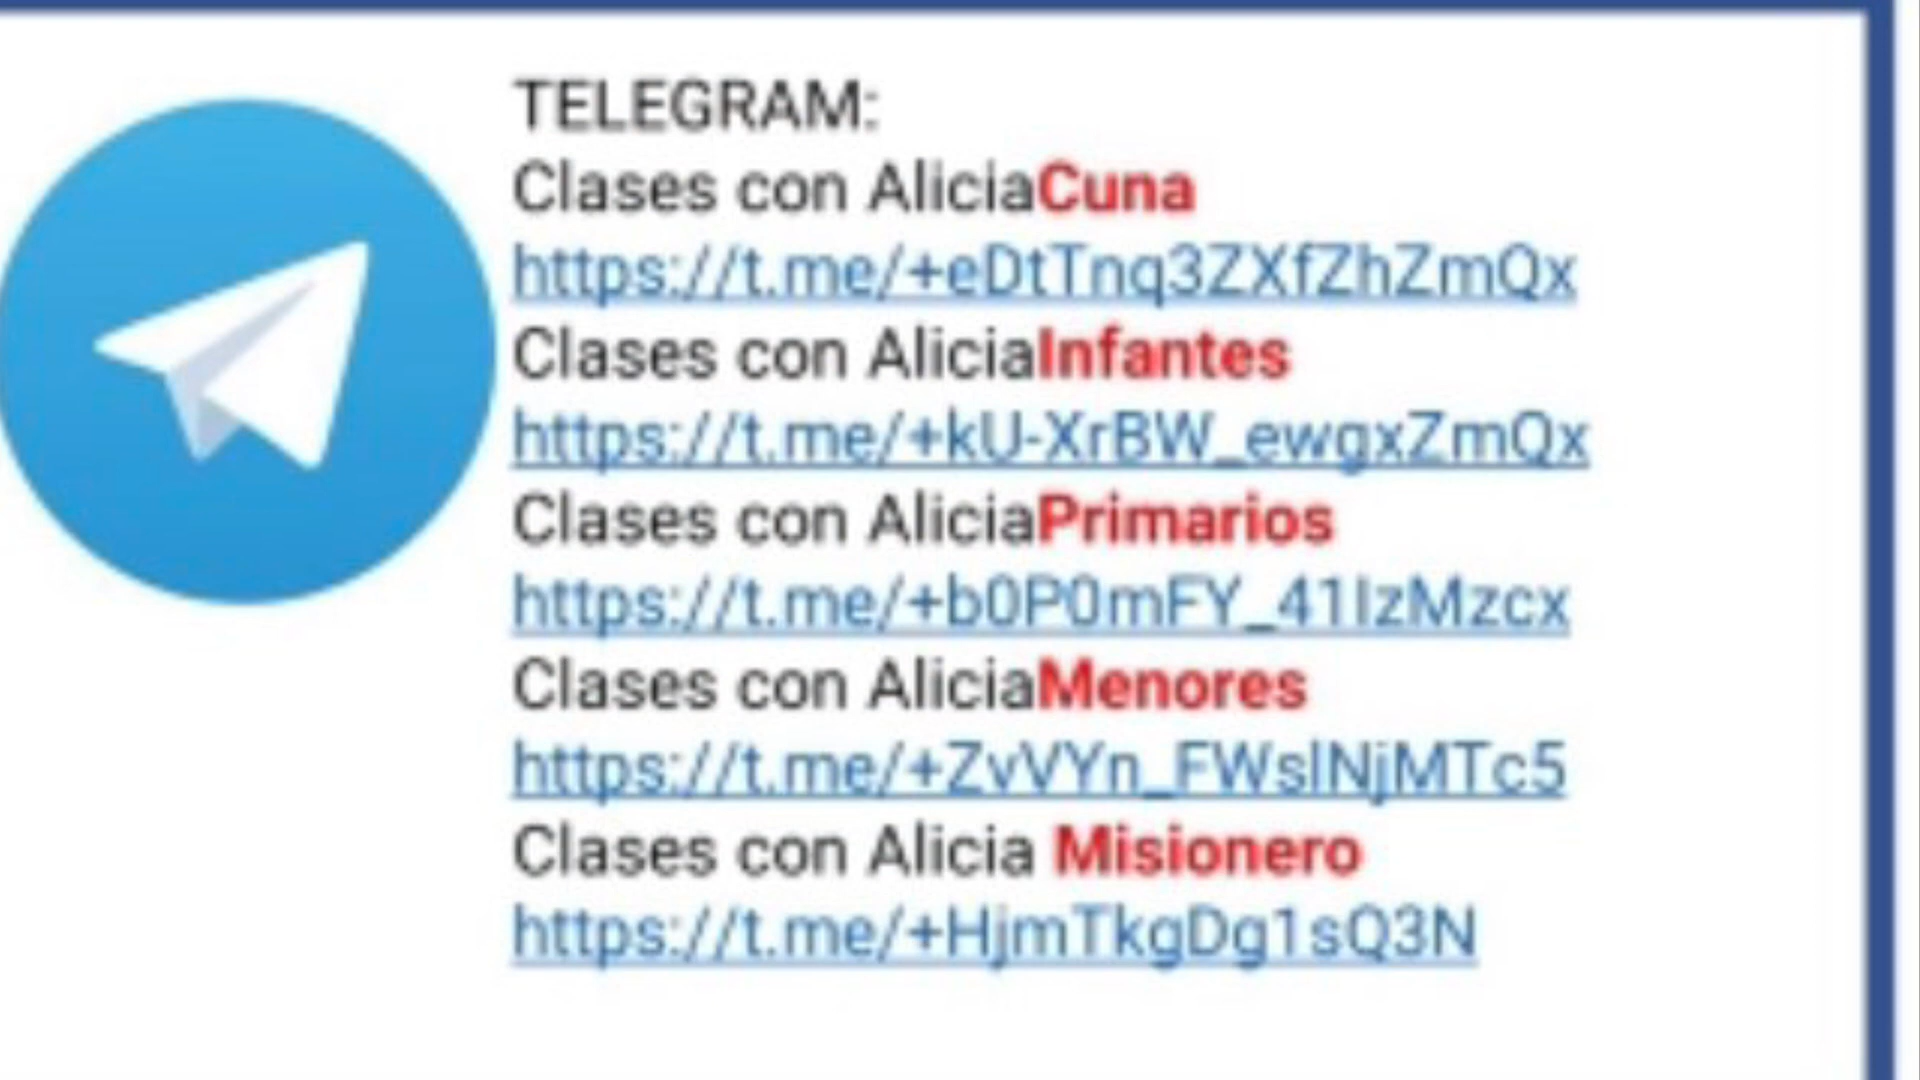 TELEGRAM:
Clases con AliciaCuna
https://t.me/+eDtTnq3ZXfZhZmQx
Clases con AliciaInfantes
https://t.me/+kU-XrBW_ewgxZmQx
Clases con AliciaPrimarios
https://t.me/+b0P0mFY_41IzMzcx
Clases con AliciaMenores
https://t.me/+ZvVYn_FWslNjMTc5
Clases con Alicia Misionero
https://t.me/+HjmTkgDg1sQ3N